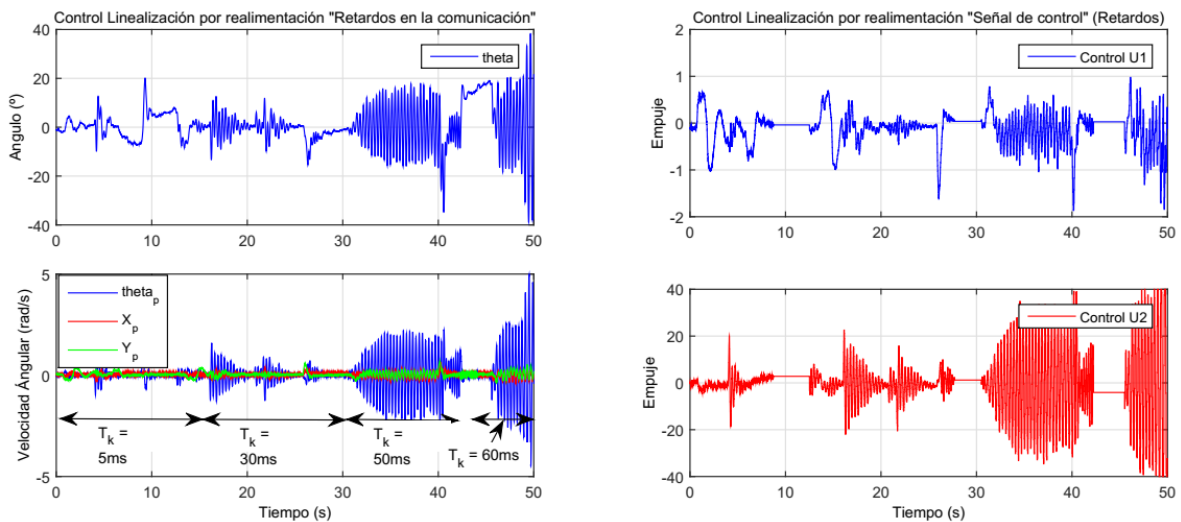 Control Linealización por realimentación "Retardos en la comunicación"
40
20
0
-20
-40
Angulo (º)
theta
0 10 20 30 40 50
Tiempo (s)
Control Linealización por realimentación "Señal de control" (Retardos)
2
1
0
-1
-2
Empuje
Control U1
0 10 20 30 40 50
Tiempo (s)
5
0
-5
Velocidad Ángular (rad/s)
theta_p
X_p
Y_p
T_k =
5ms
T_k =
30ms
T_k =
50ms
T_k = 60ms
0 10 20 30 40 50
Tiempo (s)
40
20
0
-20
-40
Empuje
Control U2
0 10 20 30 40 50
Tiempo (s)